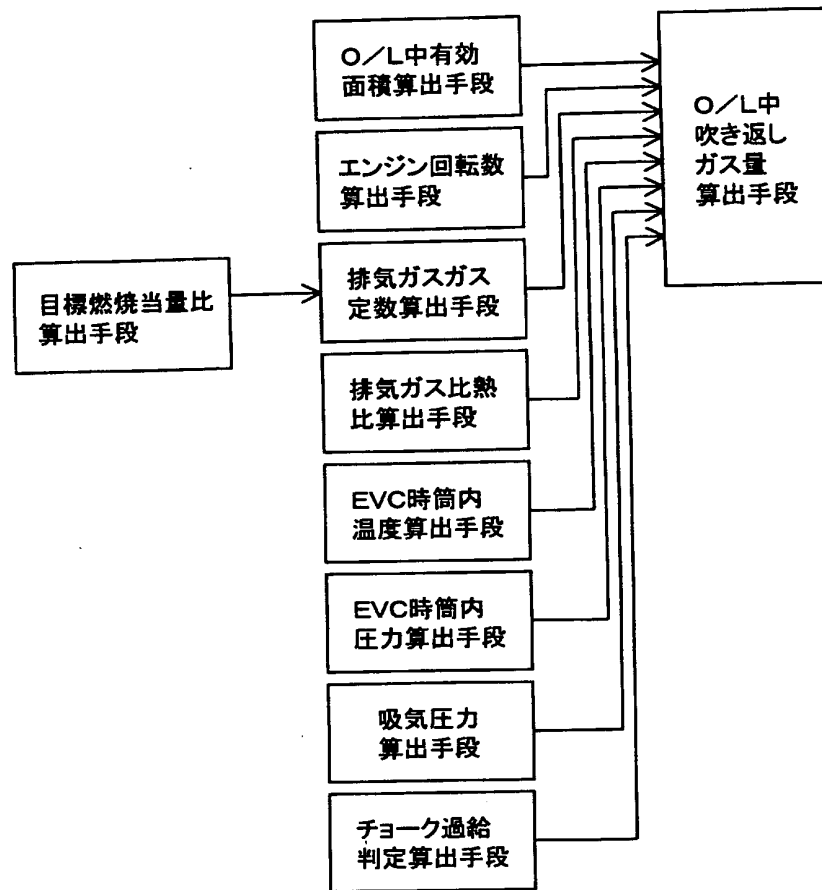 O/L中有効
面積算出手段
エンジン回転数
算出手段
排気ガスガス
定数算出手段
排気ガス比熱
比算出手段
EVC時筒内
温度算出手段
EVC時筒内
圧力算出手段
吸気圧力
算出手段
チョーク過給
判定算出手段
目標燃焼当量比
算出手段
O/L中
吹き返し
ガス量
算出手段